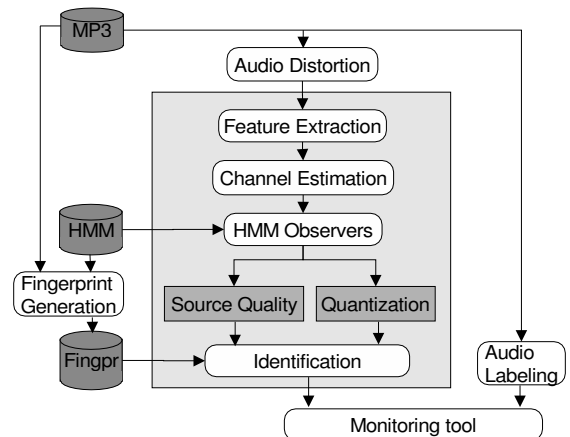 MP3
Audio Distortion
Feature Extraction
Channel Estimation
HMM
HMM Observers
Fingerprint
Generation
Source Quality
Quantization
Fingpr
Identification
Audio
Labeling
Monitoring tool